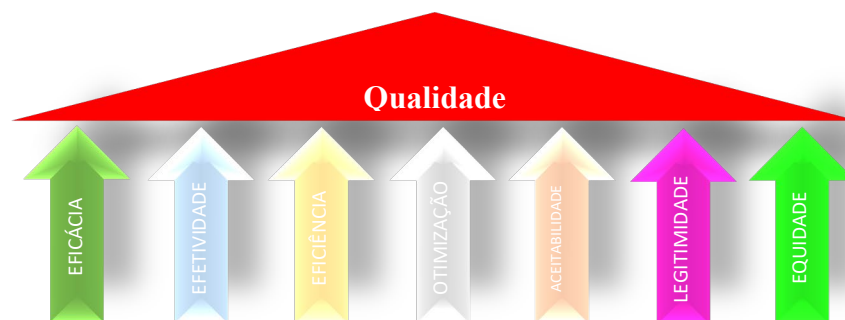 Qualidade
EFICÁCIA
EFETIVIDADE
EFICIÊNCIA
OTIMIZAÇÃO
ACEITABILIDADE
LEGITIMIDADE
EQUIDADE